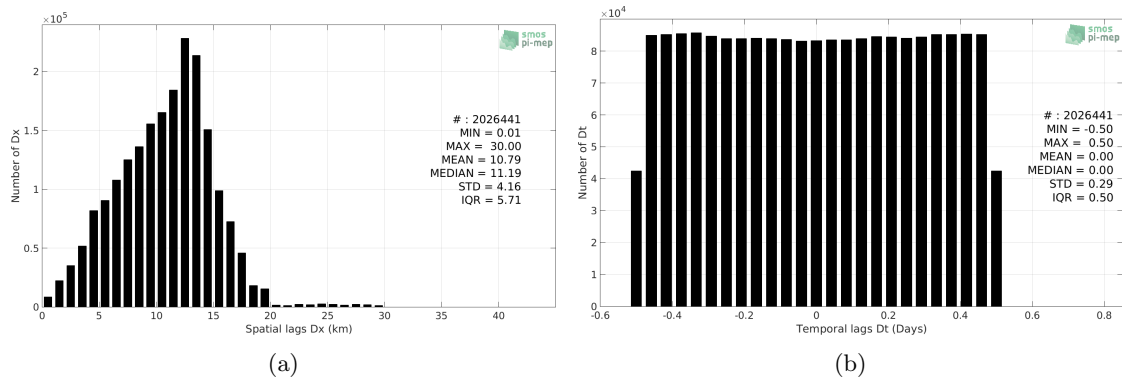 ×10⁵
smos
pi-mep
2
1.5
1
0.5
0
Number of Dx
# : 2026441
MIN = 0.01
MAX = 30.00
MEAN = 10.79
MEDIAN = 11.19
STD = 4.16
IQR = 5.71
0 5 10 15 20 25 30 35 40
Spatial lags Dx (km)
(a)
×10⁴
smos
pi-mep
8
7
6
5
4
3
2
1
0
Number of Dt
# : 2026441
MIN = -0.50
MAX = 0.50
MEAN = 0.00
MEDIAN = 0.00
STD = 0.29
IQR = 0.50
-0.6 -0.4 -0.2 0 0.2 0.4 0.6 0.8
Temporal lags Dt (Days)
(b)